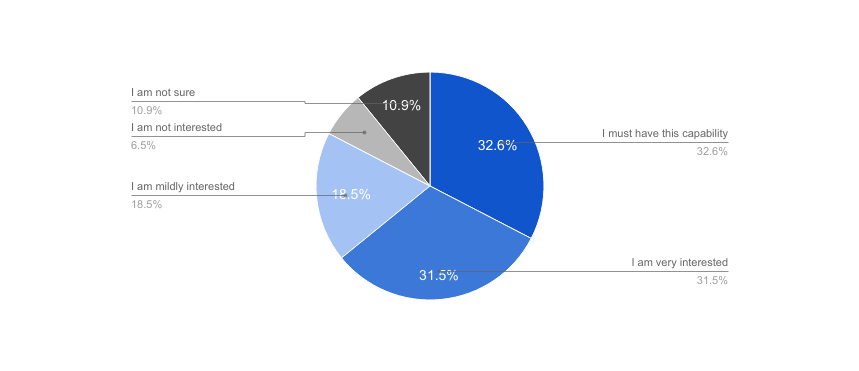 I am not sure
10.9%
I am not interested
6.5%
I am mildly interested
18.5%
10.9%
32.6%
18.5%
31.5%
I must have this capability
32.6%
I am very interested
31.5%